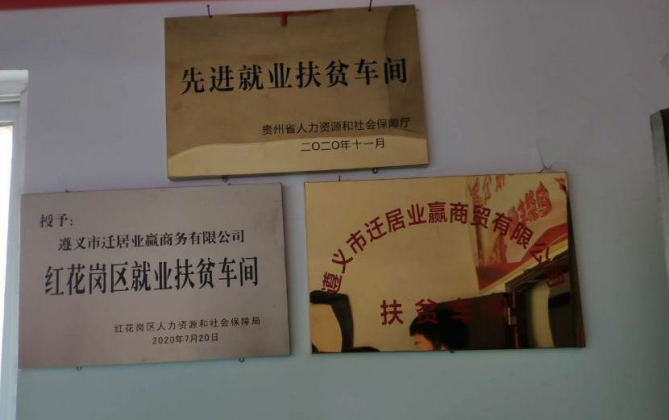 先进就业扶贫车间
贵州省人力资源和社会保障厅
二〇二〇年十一月
授予：
遵义市迁居业赢商务有限公司
红花岗区就业扶贫车间
红花岗区人力资源和社会保障局
2020年7月20日
遵义市迁居业赢商贸有限公司
扶贫车间